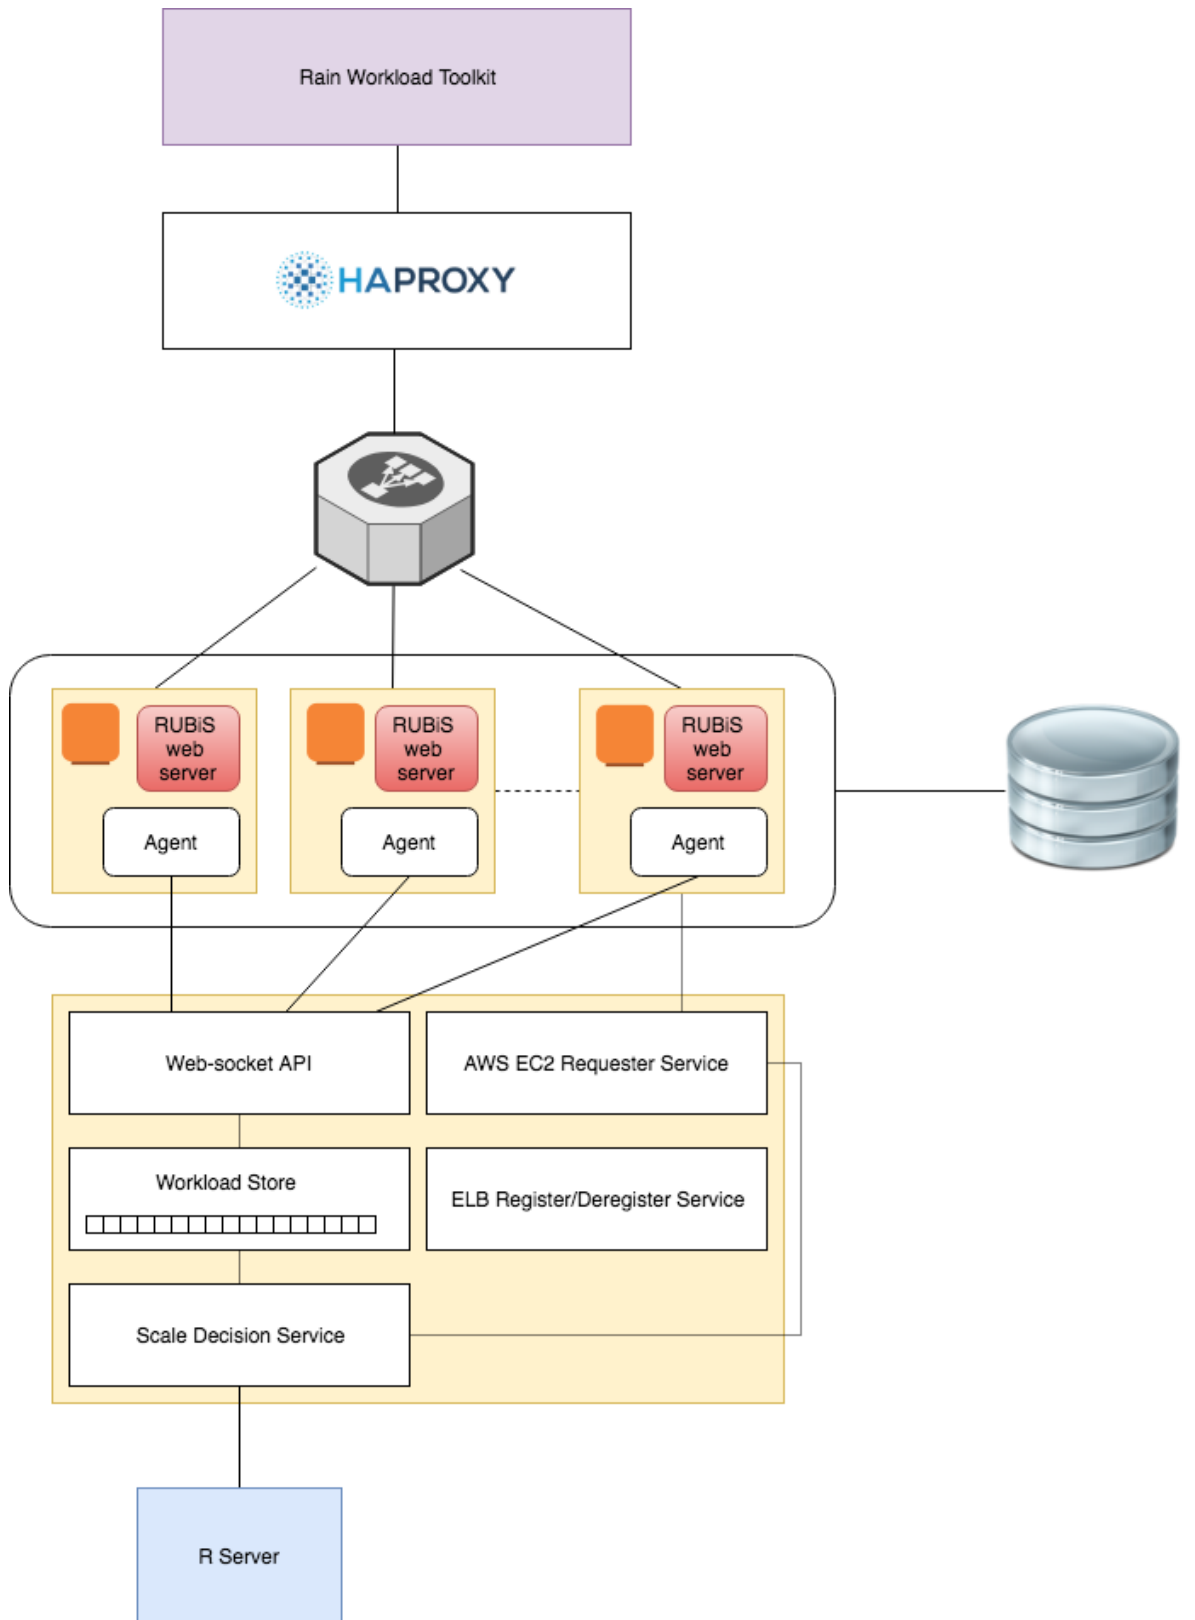 Rain Workload Toolkit
HAPROXY
RUBiS
web
server
RUBiS
web
server
RUBiS
web
server
Agent
Agent
Agent
Web-socket API
AWS EC2 Requester Service
Workload Store
ELB Register/Deregister Service
Scale Decision Service
R Server